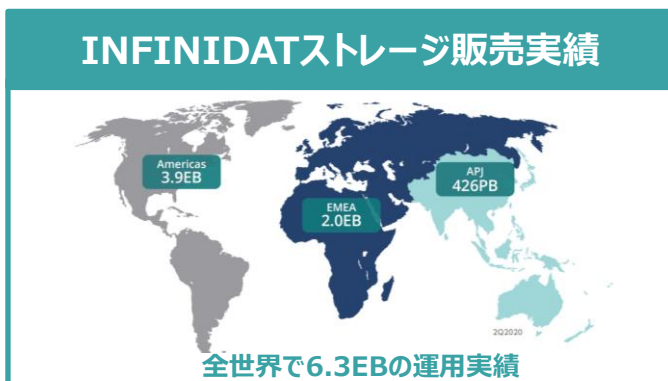 INFINIDATストレージ販売実績
Americas
3.9EB
APJ
426PB
EMEA
2.0EB
2Q2020
全世界で6.3EBの運用実績